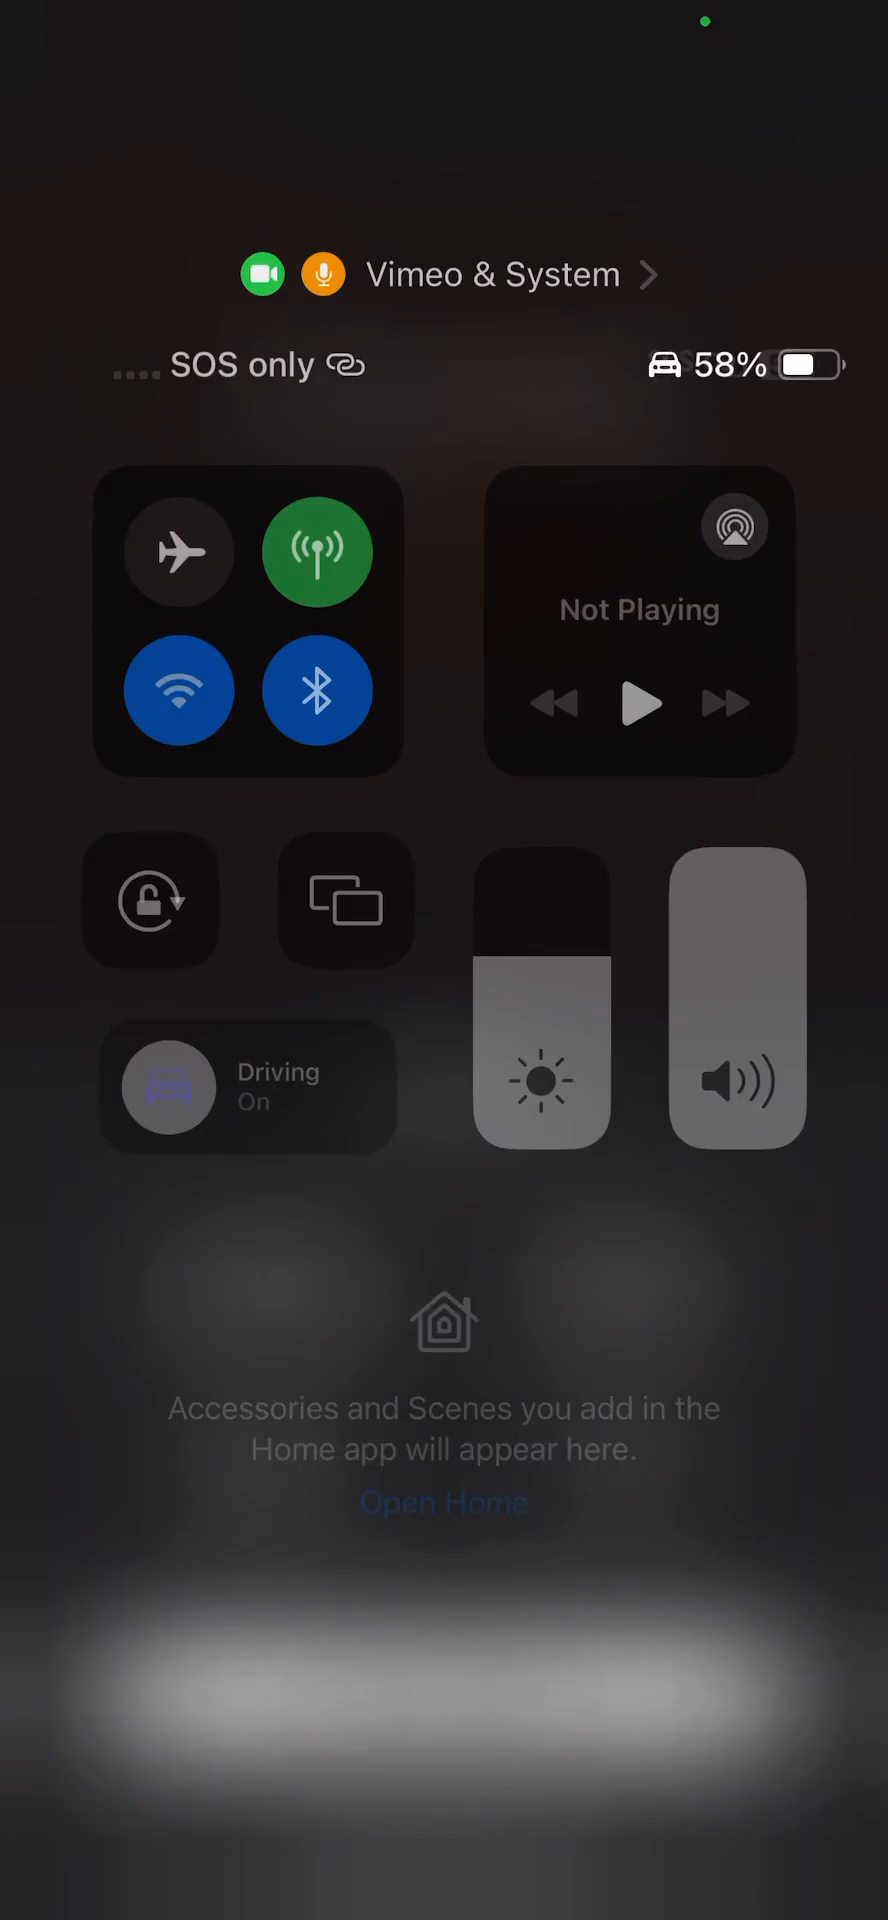 Vimeo & System
SOS only 58%
Not Playing
Driving
On
Accessories and Scenes you add in the
Home app will appear here.
Open Home